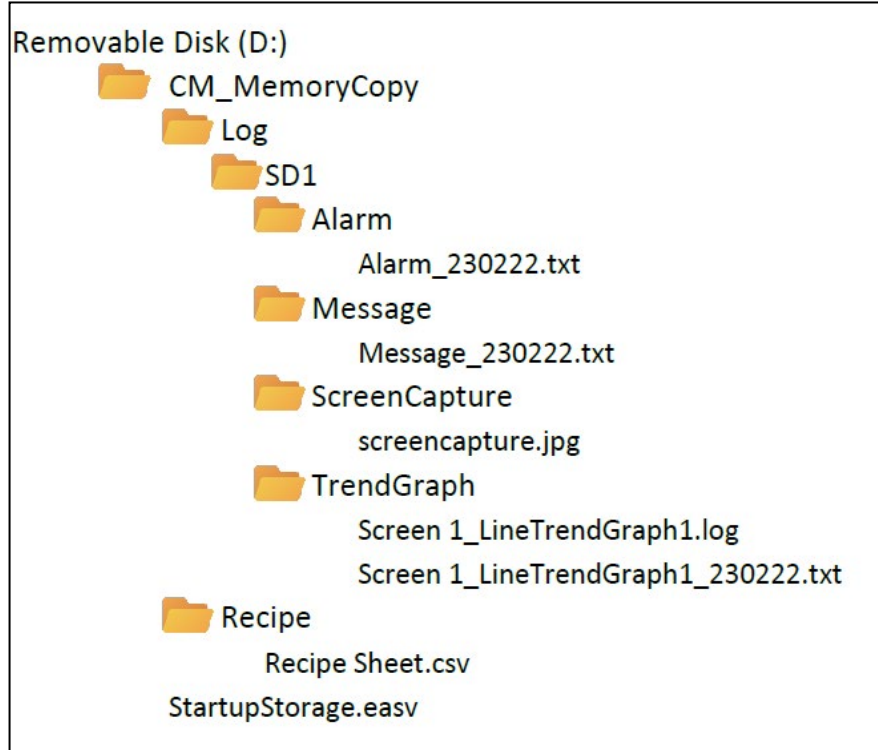 Removable Disk (D:)
CM_MemoryCopy
Log
SD1
Alarm
Alarm_230222.txt
Message
Message_230222.txt
ScreenCapture
screencapture.jpg
TrendGraph
Screen 1_LineTrendGraph1.log
Screen 1_LineTrendGraph1_230222.txt
Recipe
Recipe Sheet.csv
StartupStorage.easv